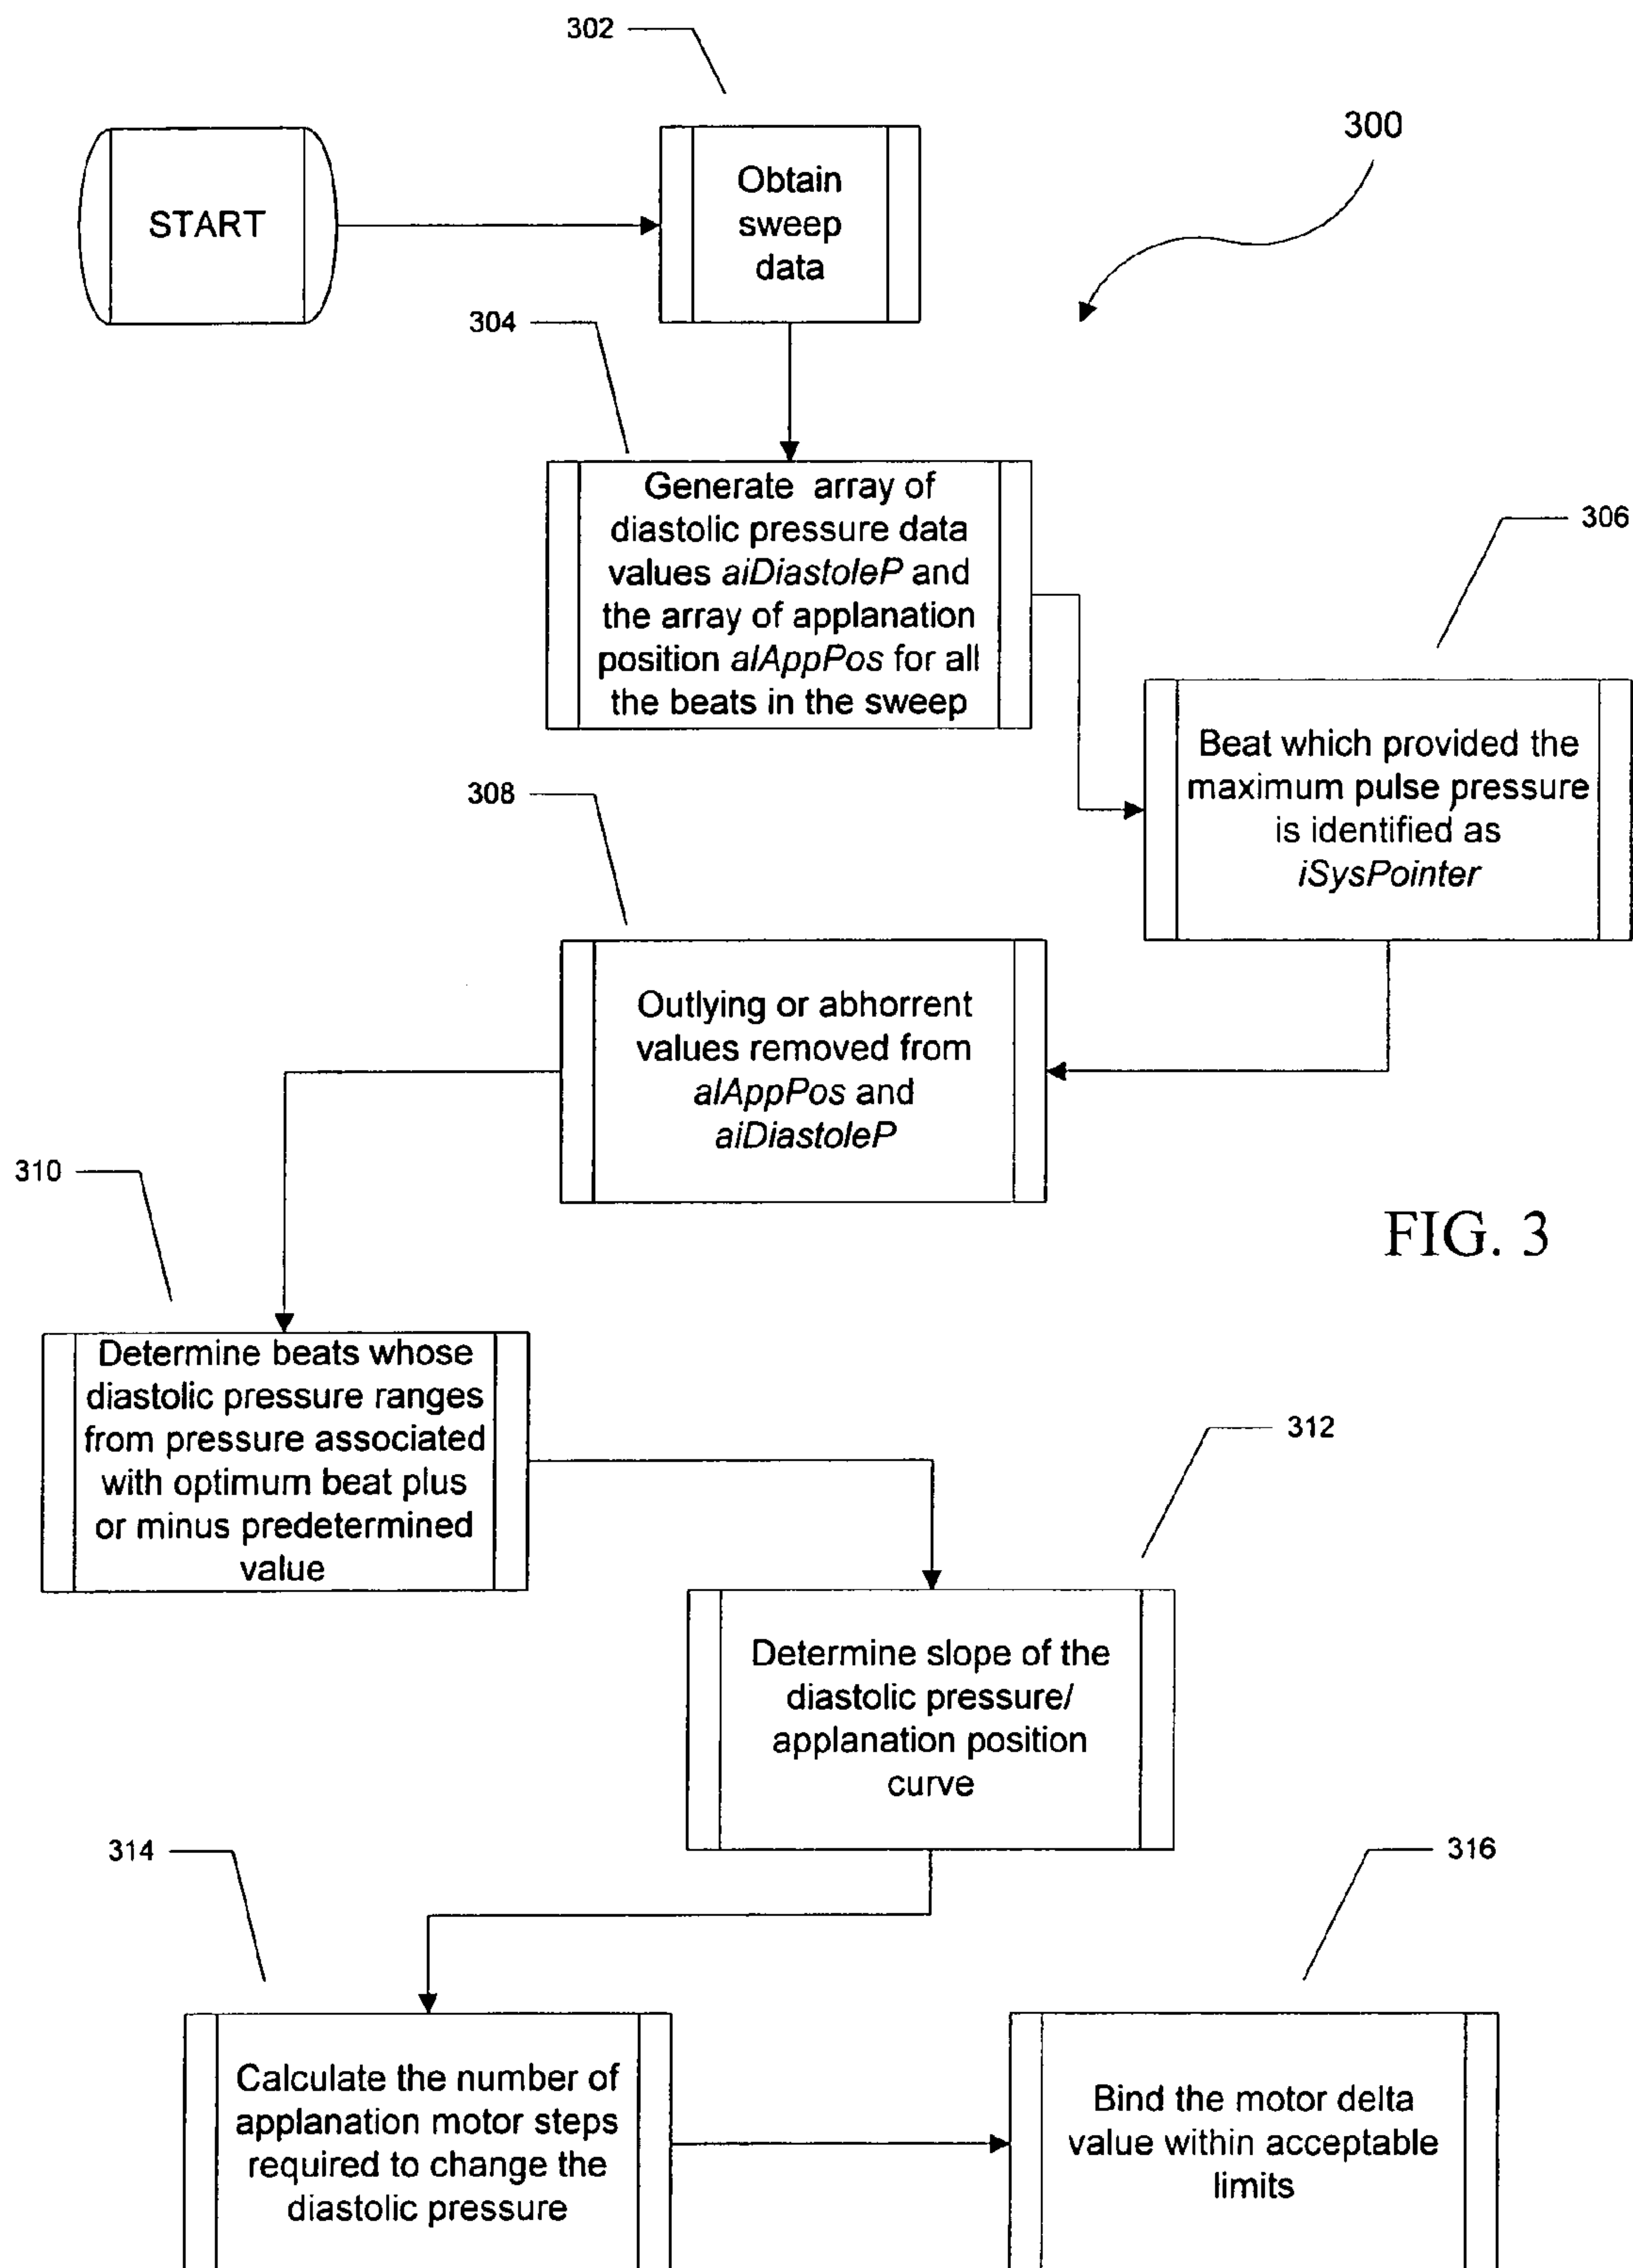 302
300
START
Obtain
sweep
data
304
Generate array of
diastolic pressure data
values aiDiastoleP and
the array of applanation
position alAppPos for all
the beats in the sweep
306
Beat which provided the
maximum pulse pressure
is identified as
iSysPointer
308
Outlying or abhorrent
values removed from
alAppPos and
aiDiastoleP
310
FIG. 3
Determine beats whose
diastolic pressure ranges
from pressure associated
with optimum beat plus
or minus predetermined
value
312
Determine slope of the
diastolic pressure/
applanation position
curve
314
Calculate the number of
applanation motor steps
required to change the
diastolic pressure
316
Bind the motor delta
value within acceptable
limits